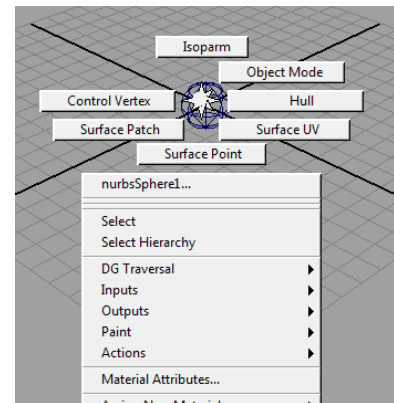 Isoparm
Object Mode
Control Vertex
Hull
Surface Patch
Surface UV
Surface Point
nurbsSphere1...
Select
Select Hierarchy
DG Traversal
Inputs
Outputs
Paint
Actions
Material Attributes...